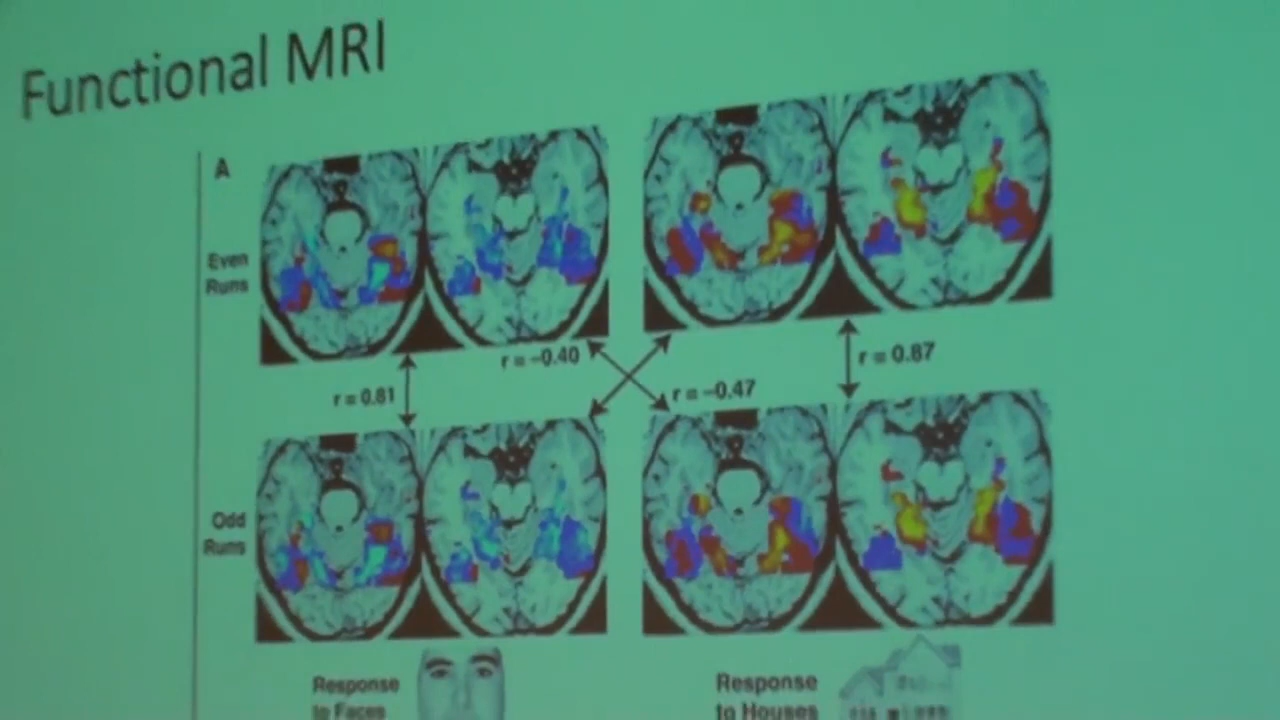 Functional MRI
A
Even
Runs
r = -0.40
r = 0.87
r = 0.81
r = -0.47
Odd
Runs
Response
to Faces
Response
to Houses